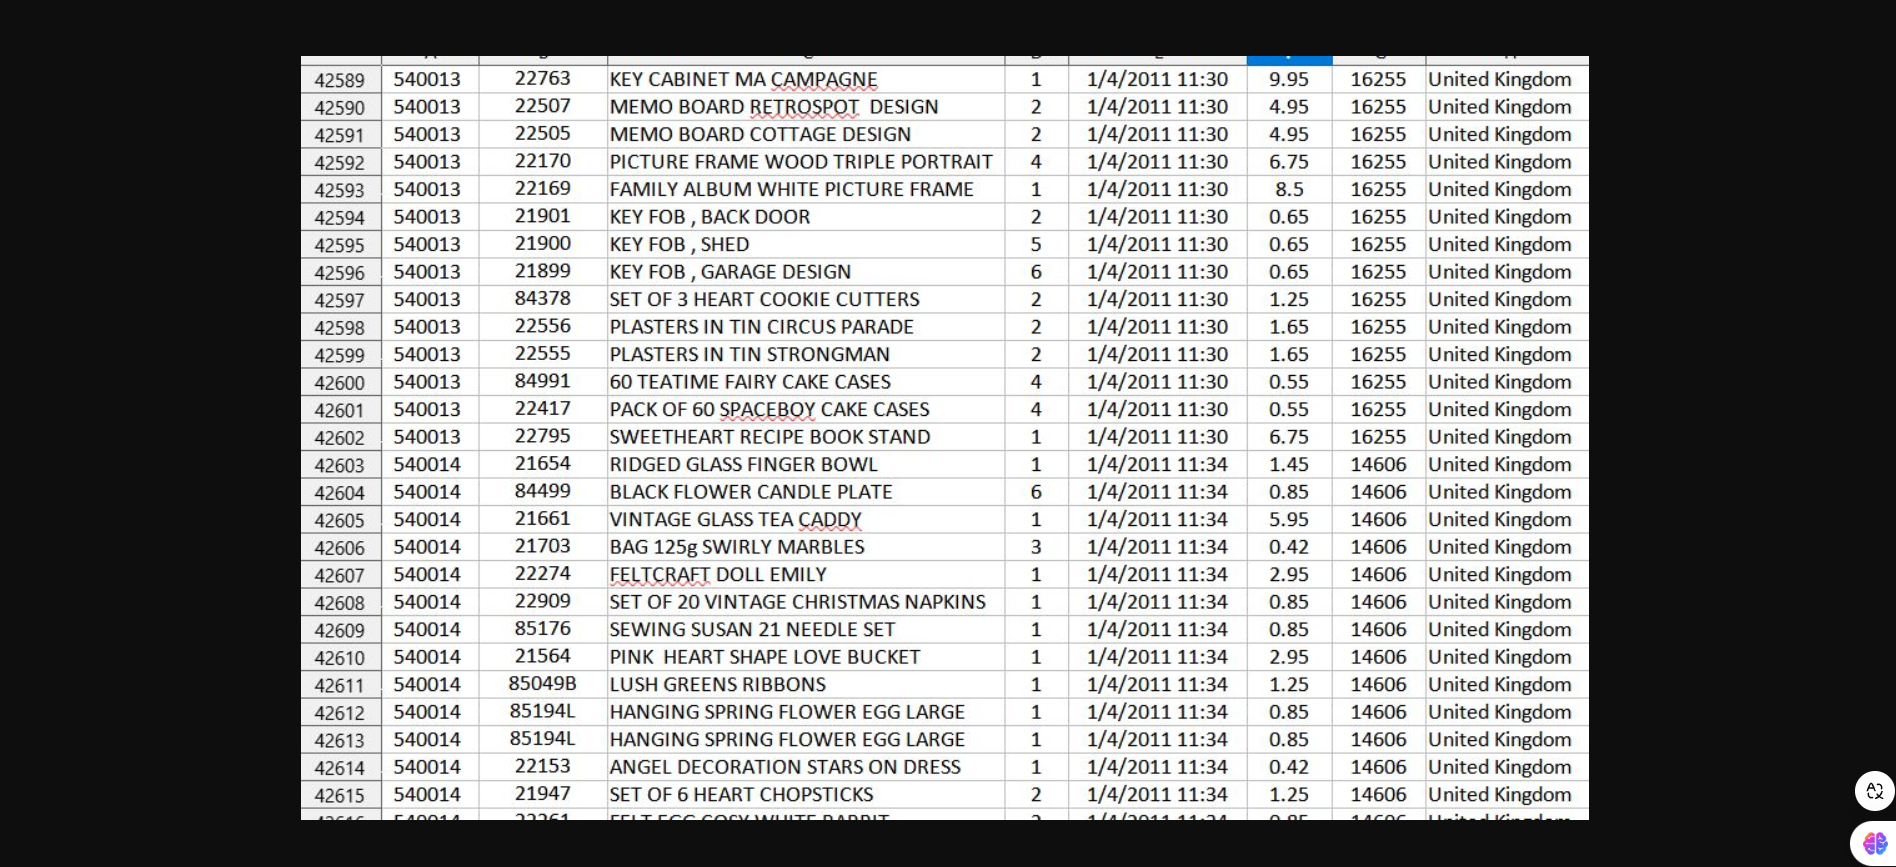 42589 540013 22763 KEY CABINET MA CAMPAGNE 1 1/4/2011 11:30 9.95 16255 United Kingdom
42590 540013 22507 MEMO BOARD RETROSPOT  DESIGN 2 1/4/2011 11:30 4.95 16255 United Kingdom
42591 540013 22505 MEMO BOARD COTTAGE DESIGN 2 1/4/2011 11:30 4.95 16255 United Kingdom
42592 540013 22170 PICTURE FRAME WOOD TRIPLE PORTRAIT 4 1/4/2011 11:30 6.75 16255 United Kingdom
42593 540013 22169 FAMILY ALBUM WHITE PICTURE FRAME 1 1/4/2011 11:30 8.5 16255 United Kingdom
42594 540013 21901 KEY FOB , BACK DOOR 2 1/4/2011 11:30 0.65 16255 United Kingdom
42595 540013 21900 KEY FOB , SHED 5 1/4/2011 11:30 0.65 16255 United Kingdom
42596 540013 21899 KEY FOB , GARAGE DESIGN 6 1/4/2011 11:30 0.65 16255 United Kingdom
42597 540013 84378 SET OF 3 HEART COOKIE CUTTERS 2 1/4/2011 11:30 1.25 16255 United Kingdom
42598 540013 22556 PLASTERS IN TIN CIRCUS PARADE 2 1/4/2011 11:30 1.65 16255 United Kingdom
42599 540013 22555 PLASTERS IN TIN STRONGMAN 2 1/4/2011 11:30 1.65 16255 United Kingdom
42600 540013 84991 60 TEATIME FAIRY CAKE CASES 4 1/4/2011 11:30 0.55 16255 United Kingdom
42601 540013 22417 PACK OF 60 SPACEBOY CAKE CASES 4 1/4/2011 11:30 0.55 16255 United Kingdom
42602 540013 22795 SWEETHEART RECIPE BOOK STAND 1 1/4/2011 11:30 6.75 16255 United Kingdom
42603 540014 21654 RIDGED GLASS FINGER BOWL 1 1/4/2011 11:34 1.45 14606 United Kingdom
42604 540014 84499 BLACK FLOWER CANDLE PLATE 6 1/4/2011 11:34 0.85 14606 United Kingdom
42605 540014 21661 VINTAGE GLASS TEA CADDY 1 1/4/2011 11:34 5.95 14606 United Kingdom
42606 540014 21703 BAG 125g SWIRLY MARBLES 3 1/4/2011 11:34 0.42 14606 United Kingdom
42607 540014 22274 FELTCRAFT DOLL EMILY 1 1/4/2011 11:34 2.95 14606 United Kingdom
42608 540014 22909 SET OF 20 VINTAGE CHRISTMAS NAPKINS 1 1/4/2011 11:34 0.85 14606 United Kingdom
42609 540014 85176 SEWING SUSAN 21 NEEDLE SET 1 1/4/2011 11:34 0.85 14606 United Kingdom
42610 540014 21564 PINK  HEART SHAPE LOVE BUCKET 1 1/4/2011 11:34 2.95 14606 United Kingdom
42611 540014 85049B LUSH GREENS RIBBONS 1 1/4/2011 11:34 1.25 14606 United Kingdom
42612 540014 85194L HANGING SPRING FLOWER EGG LARGE 1 1/4/2011 11:34 0.85 14606 United Kingdom
42613 540014 85194L HANGING SPRING FLOWER EGG LARGE 1 1/4/2011 11:34 0.85 14606 United Kingdom
42614 540014 22153 ANGEL DECORATION STARS ON DRESS 1 1/4/2011 11:34 0.42 14606 United Kingdom
42615 540014 21947 SET OF 6 HEART CHOPSTICKS 2 1/4/2011 11:34 1.25 14606 United Kingdom